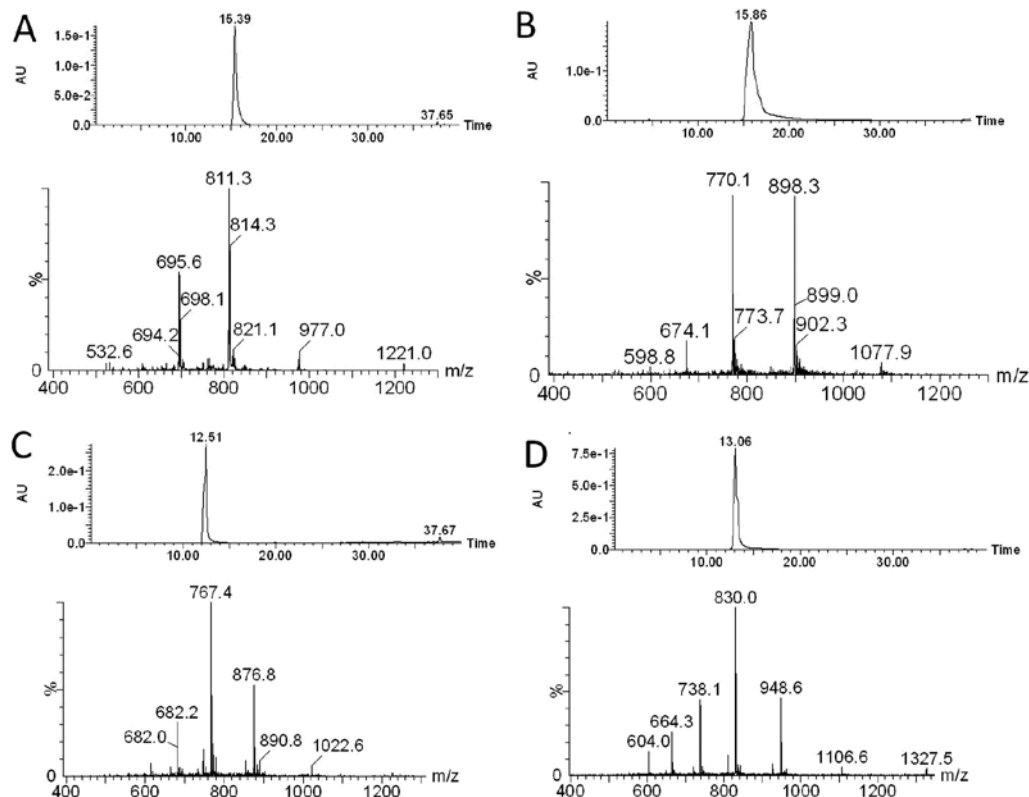 A
15.39
1.5e-1
1.0e-1
AU
5.0e-2
0.0
37.65
Time
10.00 20.00 30.00
811.3
814.3
695.6
%
698.1
694.2
821.1
977.0
532.6
1221.0
0
m/z
400 600 800 1000 1200
B
15.86
AU
1.0e-1
0.0
Time
10.00 20.00 30.00
770.1 898.3
%
899.0
773.7
902.3
674.1
598.8
1077.9
0
m/z
400 600 800 1000 1200
C
12.51
2.0e-1
AU
1.0e-1
0.0
37.67
Time
10.00 20.00 30.00
767.4
876.8
%
682.2
682.0
890.8
1022.6
0
m/z
400 600 800 1000 1200
D
13.06
7.5e-1
AU
5.0e-1
2.5e-1
0.0
Time
10.00 20.00 30.00
830.0
738.1
948.6
%
664.3
604.0
1106.6
1327.5
0
m/z
400 600 800 1000 1200